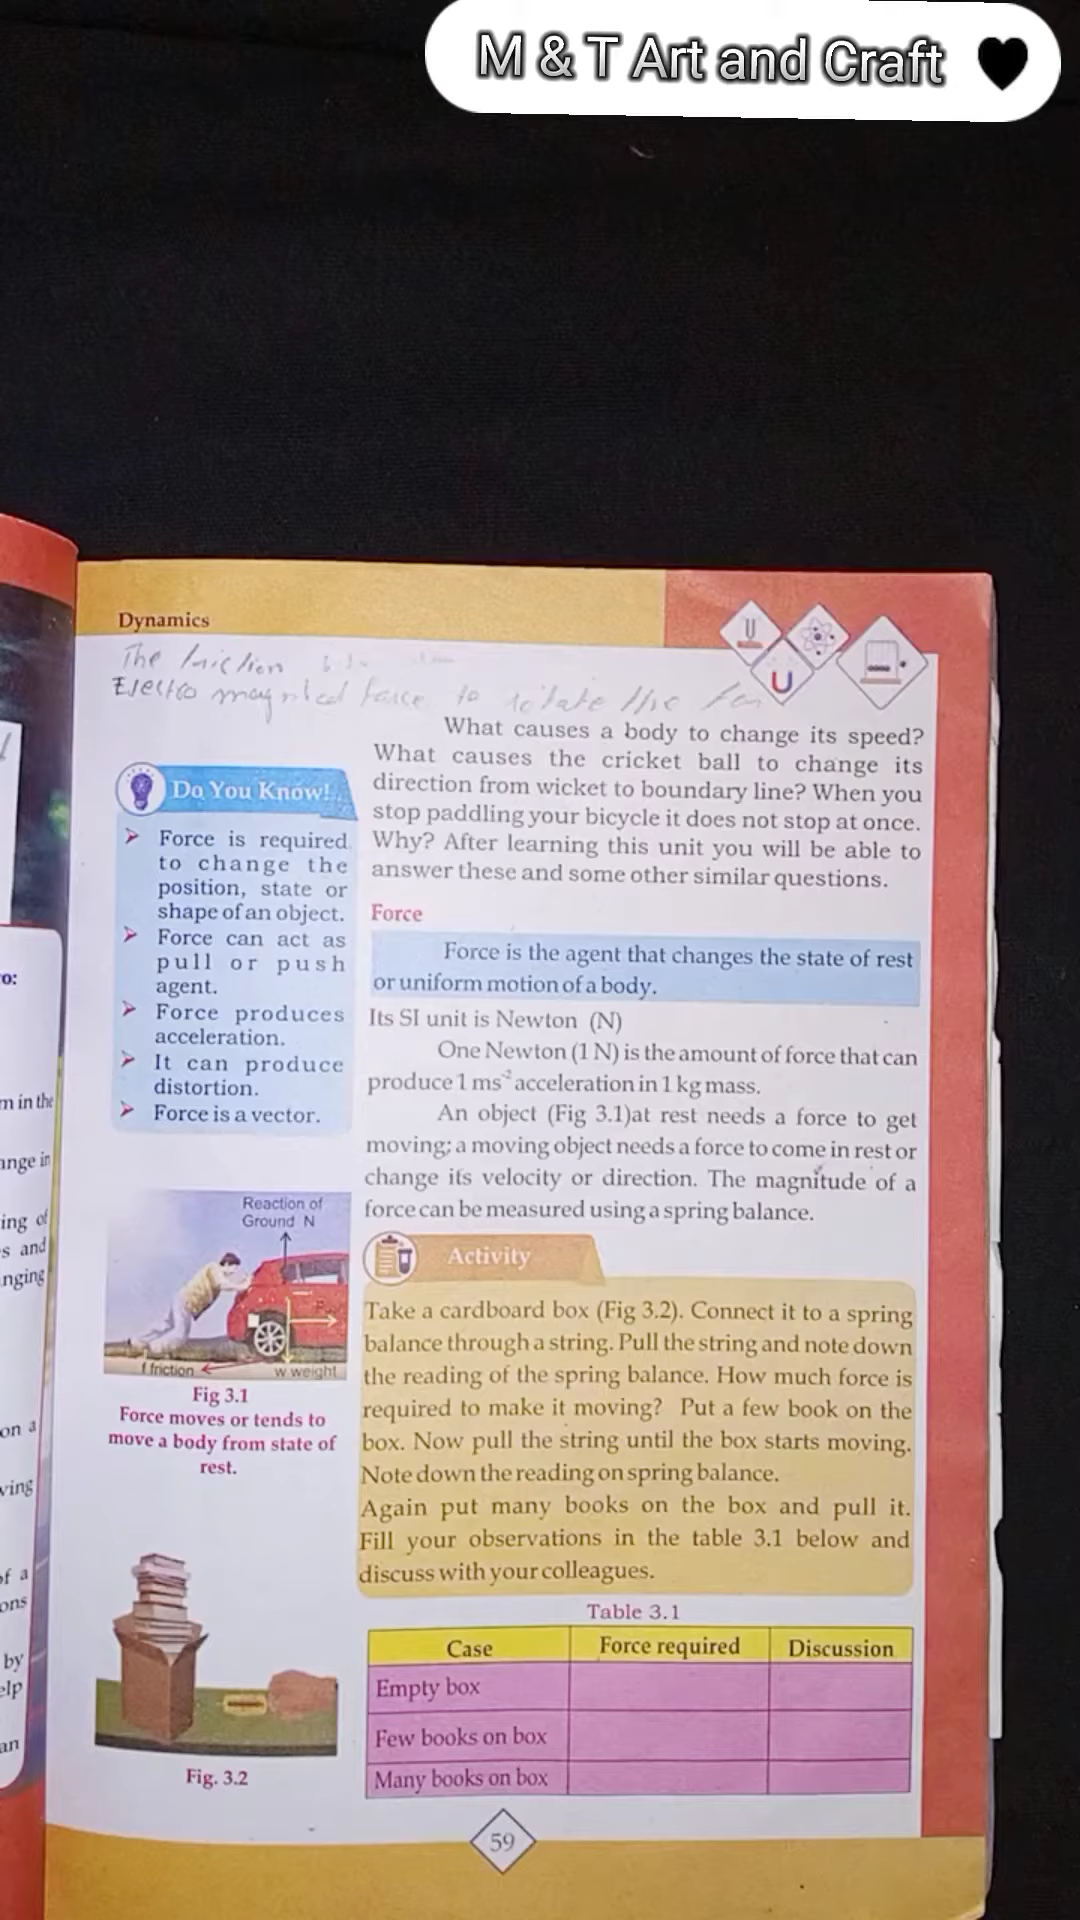 M & T Art and Craft
Dynamics
The friction
Electro magnetical force to rotate the fan
What causes a body to change its speed?
What causes the cricket ball to change its
direction from wicket to boundary line? When you
stop paddling your bicycle it does not stop at once.
Why? After learning this unit you will be able to
answer these and some other similar questions.
Do You Know!
Force is required
to change the
position, state or
shape of an object.
Force can act as
pull or push
agent.
Force produces
acceleration.
It can produce
distortion.
Force is a vector.
Force
Force is the agent that changes the state of rest
or uniform motion of a body.
Its SI unit is Newton (N)
One Newton (1 N) is the amount of force that can
produce 1 ms⁻² acceleration in 1 kg mass.
An object (Fig 3.1)at rest needs a force to get
moving; a moving object needs a force to come in rest or
change its velocity or direction. The magnitude of a
force can be measured using a spring balance.
Reaction of
Ground N
f friction
w weight
Fig 3.1
Force moves or tends to
move a body from state of
rest.
Activity
Take a cardboard box (Fig 3.2). Connect it to a spring
balance through a string. Pull the string and note down
the reading of the spring balance. How much force is
required to make it moving? Put a few book on the
box. Now pull the string until the box starts moving.
Note down the reading on spring balance.
Again put many books on the box and pull it.
Fill your observations in the table 3.1 below and
discuss with your colleagues.
Fig. 3.2
Table 3.1
Case Force required Discussion
Empty box
Few books on box
Many books on box
59